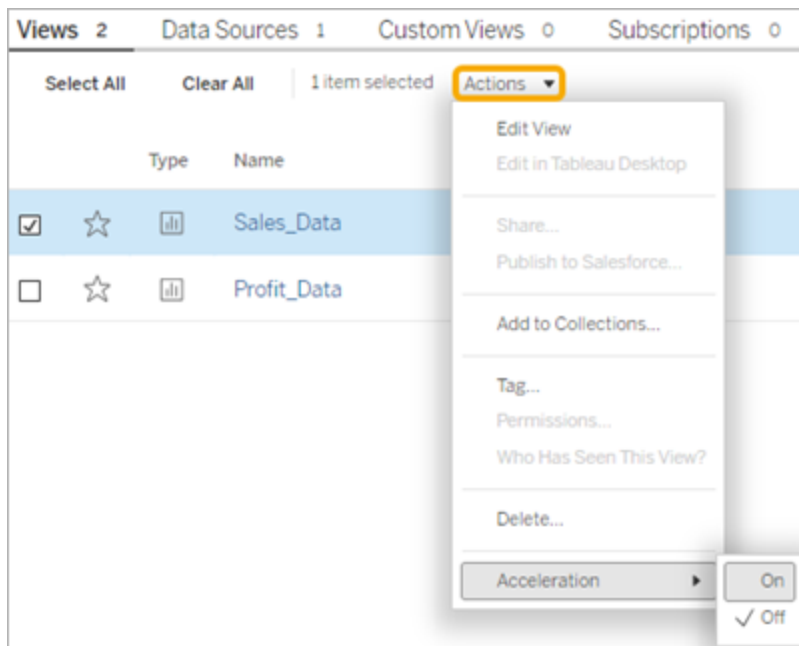 Views 2 Data Sources 1 Custom Views 0 Subscriptions 0
Select All Clear All 1 item selected Actions
Type Name
Sales_Data
Profit_Data
Edit View
Edit in Tableau Desktop
Share...
Publish to Salesforce...
Add to Collections...
Tag...
Permissions...
Who Has Seen This View?
Delete...
Acceleration
On
Off